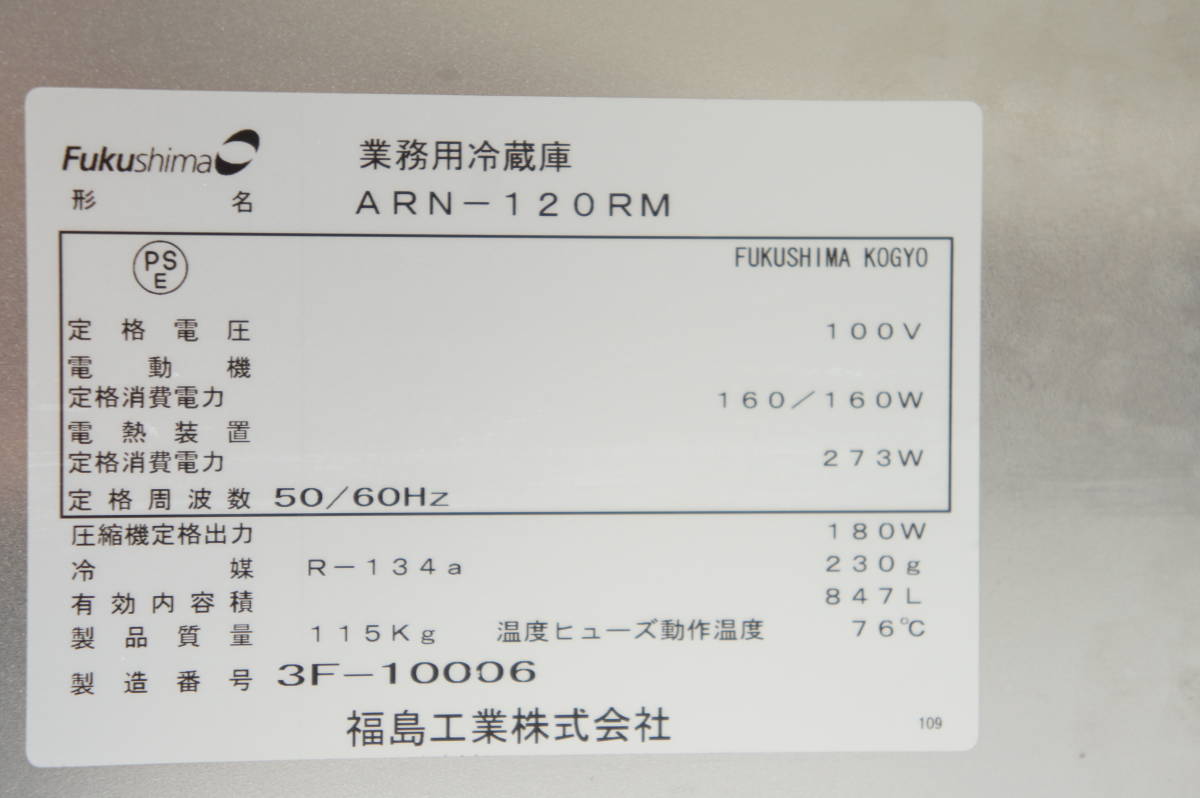 Fukushima 業務用冷蔵庫
形名 ARN-120RM
PSE FUKUSHIMA KOGYO
定格電圧 100V
電動機
定格消費電力 160/160W
電熱装置
定格消費電力 273W
定格周波数 50/60Hz
圧縮機定格出力 180W
冷媒 R-134a 230g
有効内容積 847L
製品質量 115Kg 温度ヒューズ動作温度 76℃
製造番号 3F-10006
福島工業株式会社 109